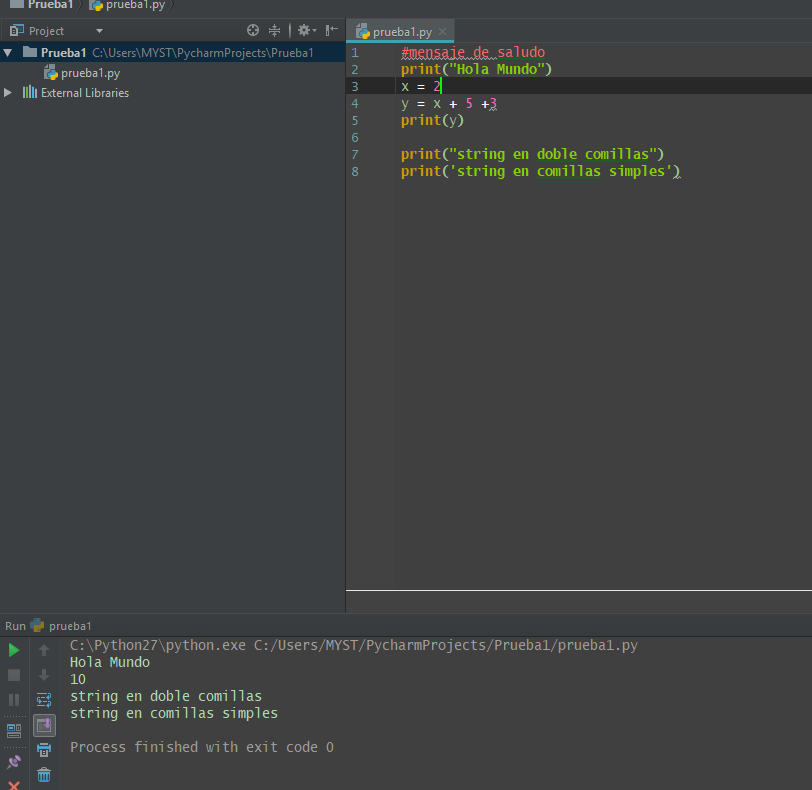 Prueba1 prueba1.py
Project
prueba1.py
Prueba1 C:\Users\MYST\PycharmProjects\Prueba1
prueba1.py
External Libraries
1 #mensaje de saludo
2 print("Hola Mundo")
3 x = 2
4 y = x + 5 +3
5 print(y)
6
7 print("string en doble comillas")
8 print('string en comillas simples')
Run prueba1
C:\Python27\python.exe C:/Users/MYST/PycharmProjects/Prueba1/prueba1.py
Hola Mundo
10
string en doble comillas
string en comillas simples
Process finished with exit code 0